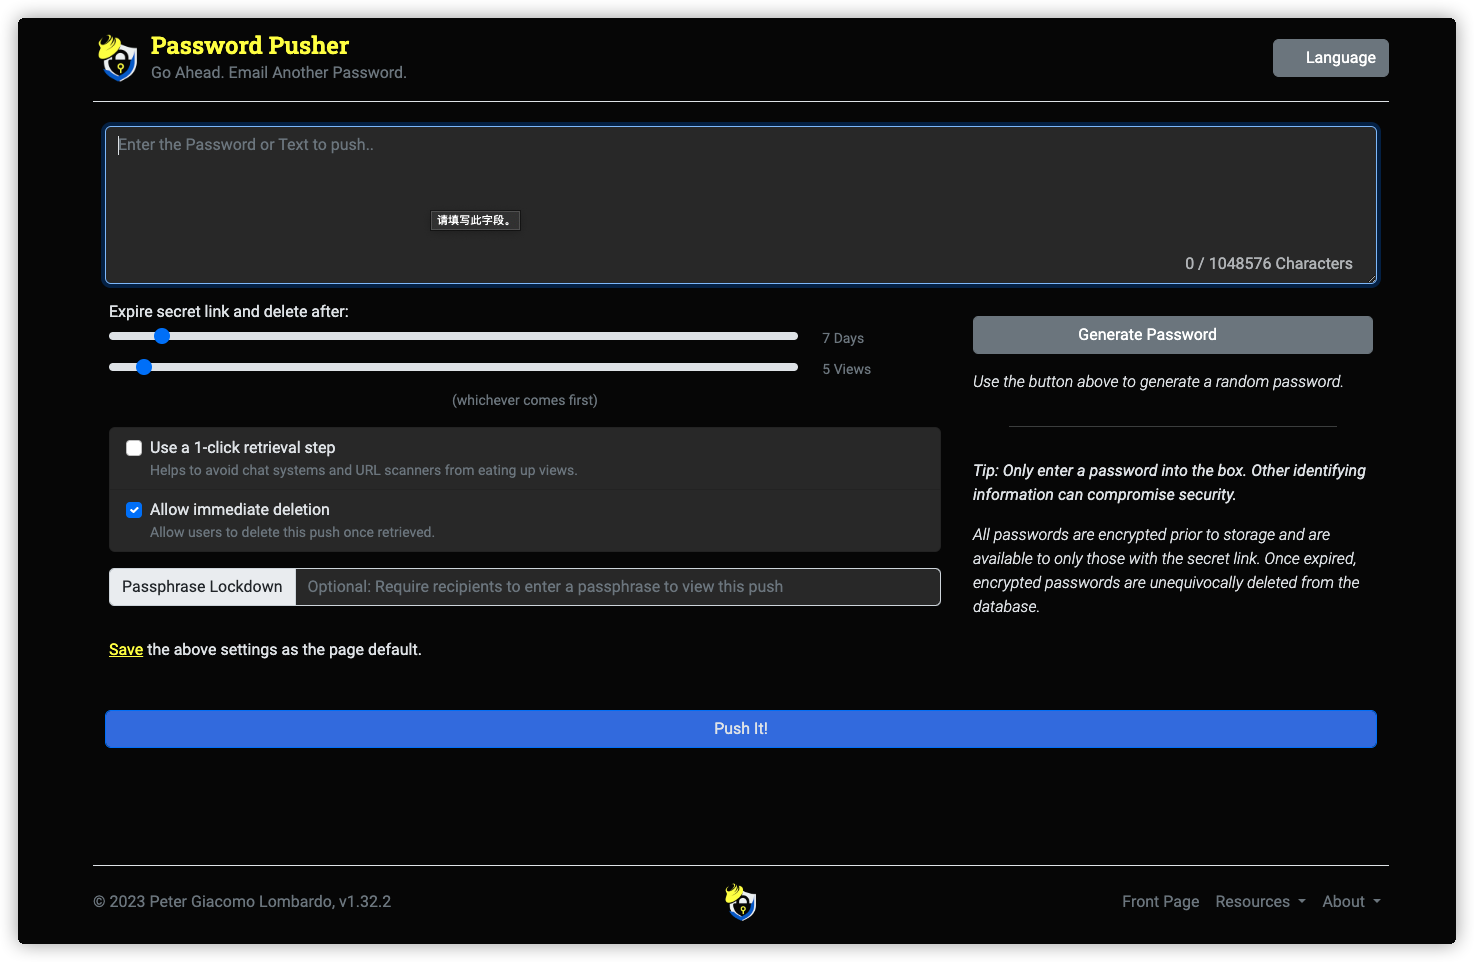 Password Pusher
Go Ahead. Email Another Password.
Language
Enter the Password or Text to push..
请填写此字段。
0 / 1048576 Characters
Expire secret link and delete after:
7 Days
5 Views
(whichever comes first)
Use a 1-click retrieval step
Helps to avoid chat systems and URL scanners from eating up views.
Allow immediate deletion
Allow users to delete this push once retrieved.
Passphrase Lockdown
Optional: Require recipients to enter a passphrase to view this push
Save the above settings as the page default.
Generate Password
Use the button above to generate a random password.
Tip: Only enter a password into the box. Other identifying
information can compromise security.
All passwords are encrypted prior to storage and are
available to only those with the secret link. Once expired,
encrypted passwords are unequivocally deleted from the
database.
Push It!
© 2023 Peter Giacomo Lombardo, v1.32.2
Front Page
Resources
About